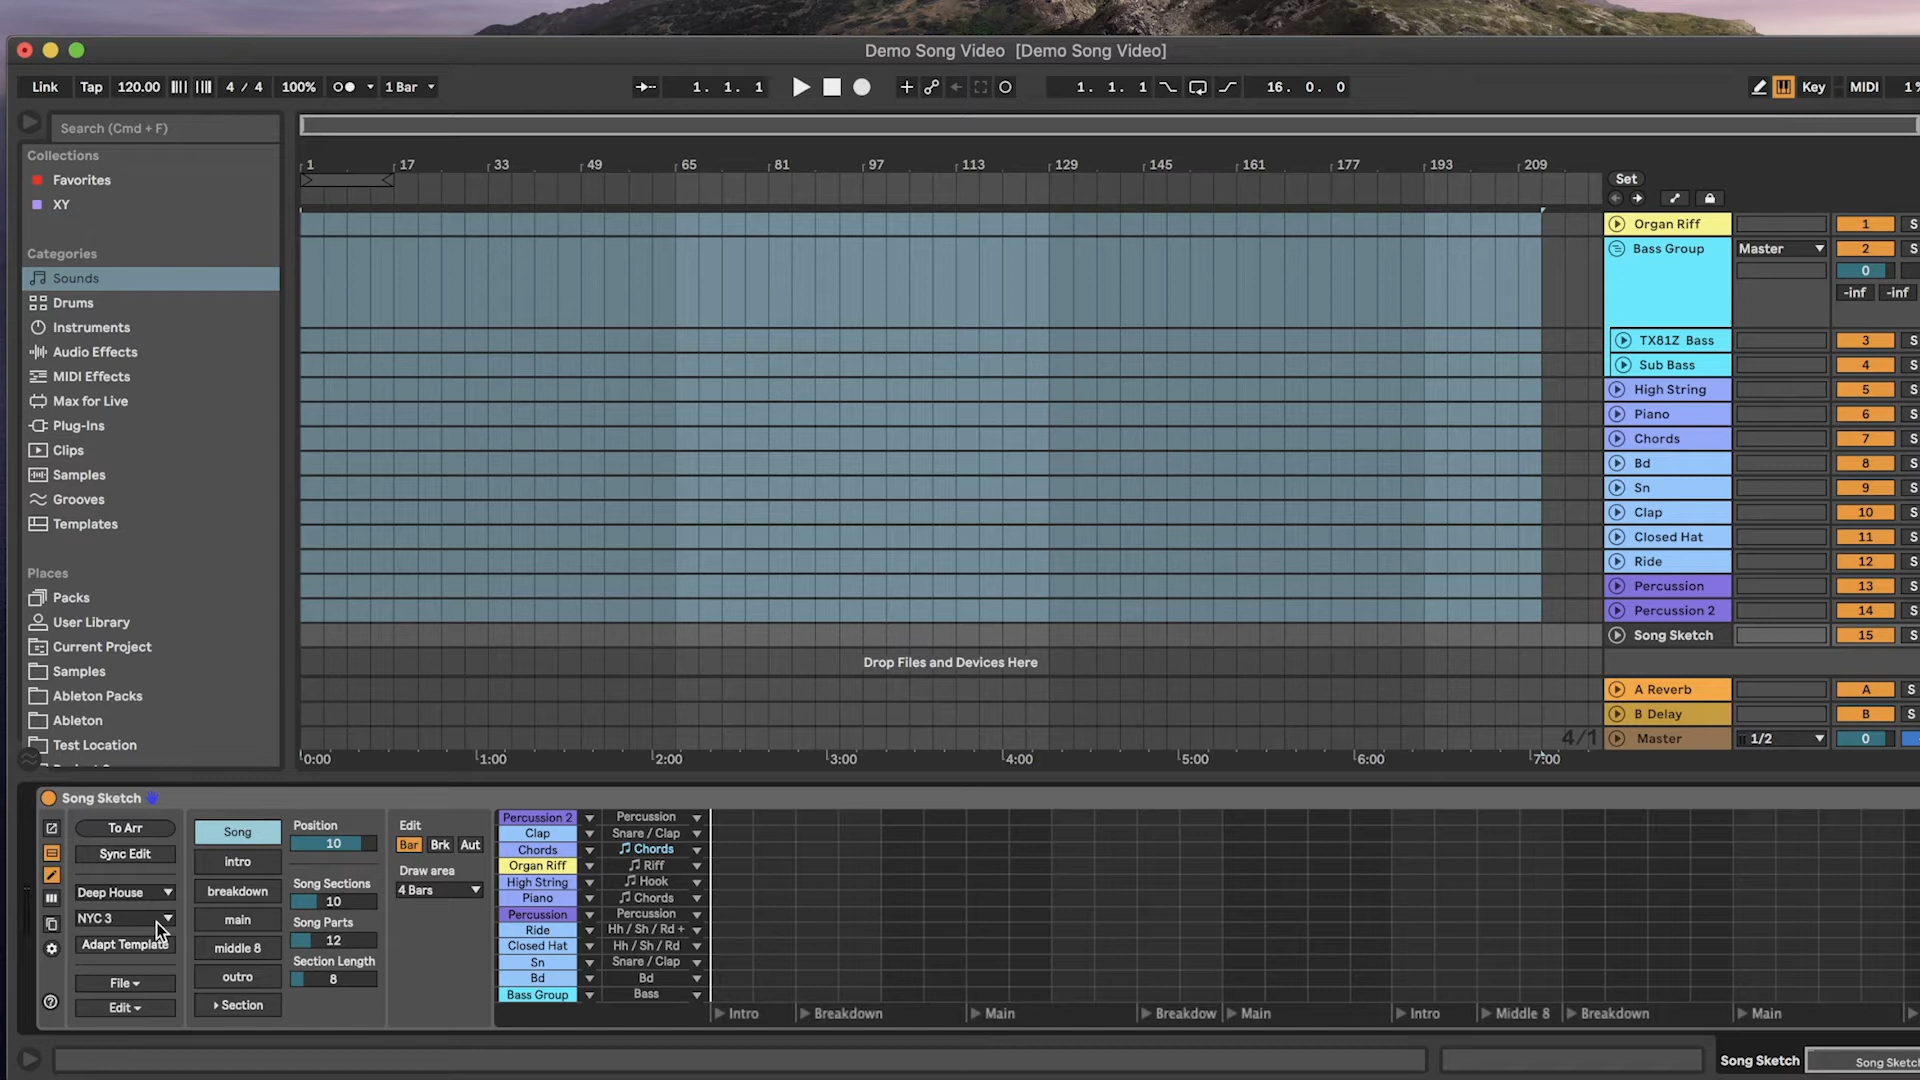 Demo Song Video [Demo Song Video]
Link Tap 120.00 4 / 4 100% 1 Bar 1. 1. 1 1. 1. 1 16. 0. 0 Key MIDI 1%
Search (Cmd + F)
Collections
Favorites
XY
Categories
Sounds
Drums
Instruments
Audio Effects
MIDI Effects
Max for Live
Plug-Ins
Clips
Samples
Grooves
Templates
Places
Packs
User Library
Current Project
Samples
Ableton Packs
Ableton
Test Location
1 17 33 49 65 81 97 113 129 145 161 177 193 209
Set
Organ Riff 1 S
Bass Group Master 2 S
0
-inf -inf
TX81Z Bass 3 S
Sub Bass 4 S
High String 5 S
Piano 6 S
Chords 7 S
Bd 8 S
Sn 9 S
Clap 10 S
Closed Hat 11 S
Ride 12 S
Percussion 13 S
Percussion 2 14 S
Song Sketch 15 S
Drop Files and Devices Here
A Reverb A S
B Delay B S
4/1 Master 1/2 0
0:00 1:00 2:00 3:00 4:00 5:00 6:00 7:00
Song Sketch
To Arr
Sync Edit
Deep House
NYC 3
Adapt Template
File
Edit
Song
intro
breakdown
main
middle 8
outro
Section
Position
10
Song Sections
10
Song Parts
12
Section Length
8
Edit
Bar Brk Aut
Draw area
4 Bars
Percussion 2 Percussion
Clap Snare / Clap
Chords Chords
Organ Riff Riff
High String Hook
Piano Chords
Percussion Percussion
Ride Hh / Sh / Rd +
Closed Hat Hh / Sh / Rd
Sn Snare / Clap
Bd Bd
Bass Group Bass
Intro Breakdown Main Breakdow Main Intro Middle 8 Breakdown Main
Song Sketch Song Sketch